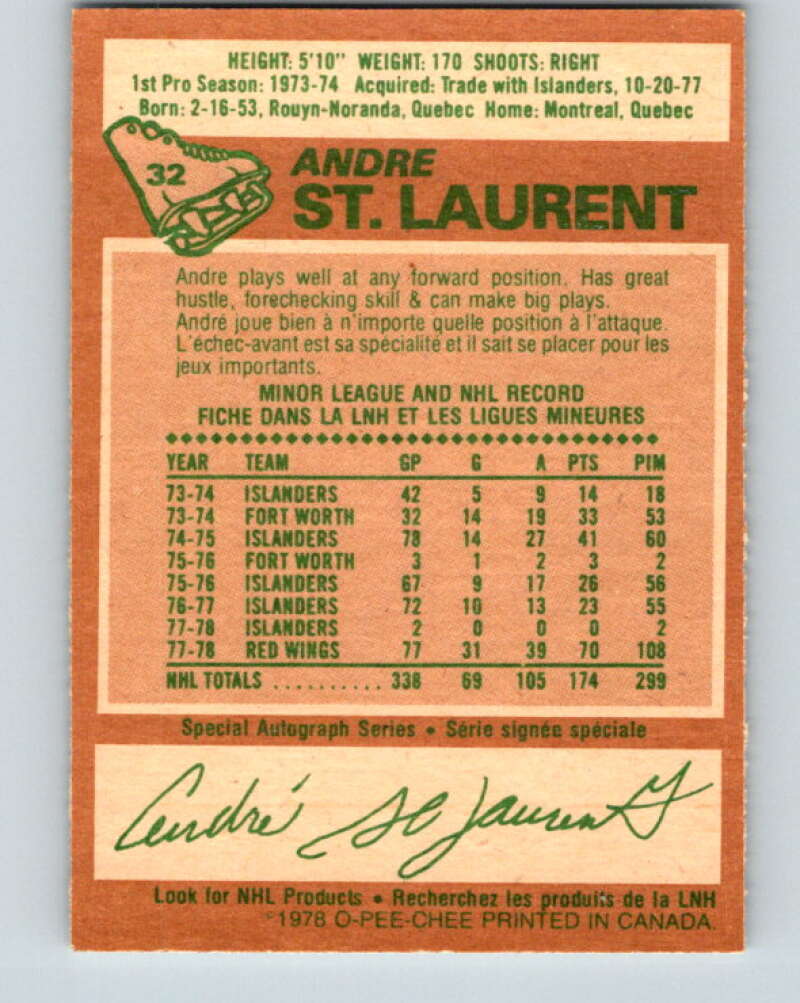 HEIGHT: 5'10" WEIGHT: 170 SHOOTS: RIGHT
1st Pro Season: 1973-74 Acquired: Trade with Islanders, 10-20-77
Born: 2-16-53, Rouyn-Noranda, Quebec Home: Montreal, Quebec
32
ANDRE
ST. LAURENT
Andre plays well at any forward position. Has great
hustle, forechecking skill & can make big plays.
André joue bien à n'importe quelle position à l'attaque.
L'échec-avant est sa spécialité et il sait se placer pour les
jeux importants.
MINOR LEAGUE AND NHL RECORD
FICHE DANS LA LNH ET LES LIGUES MINEURES
YEAR TEAM GP G A PTS PIM
73-74 ISLANDERS 42 5 9 14 18
73-74 FORT WORTH 32 14 19 33 53
74-75 ISLANDERS 78 14 27 41 60
75-76 FORT WORTH 3 1 2 3 2
75-76 ISLANDERS 67 9 17 26 56
76-77 ISLANDERS 72 10 13 23 55
77-78 ISLANDERS 2 0 0 0 2
77-78 RED WINGS 77 31 39 70 108
NHL TOTALS .......... 338 69 105 174 299
Special Autograph Series • Série signée spéciale
André St Laurent
Look for NHL Products • Recherchez les produits de la LNH
©1978 O-PEE-CHEE PRINTED IN CANADA.